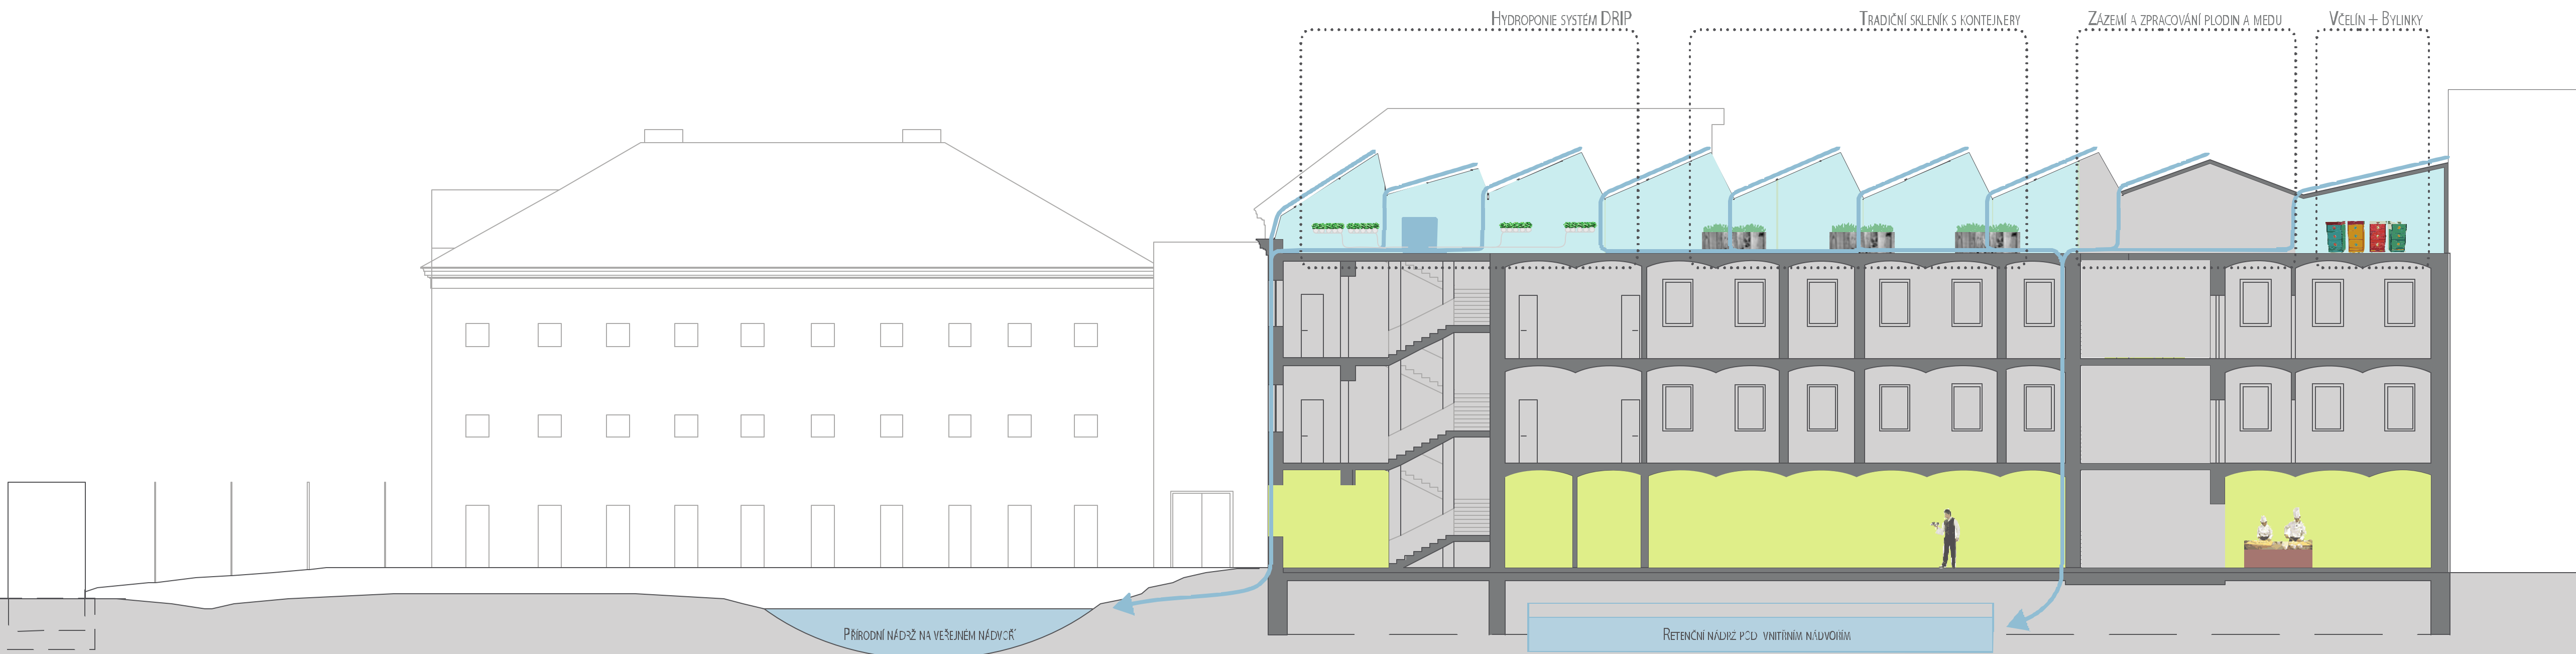 Hydroponie systém DRIP
Tradiční skleník s kontejnery
Zázemí a zpracování plodin a medu
Včelín + Bylinky
Přírodní nádrž na veřejném nádvoří
Retenční nádrž pod vnitřním nádvořím